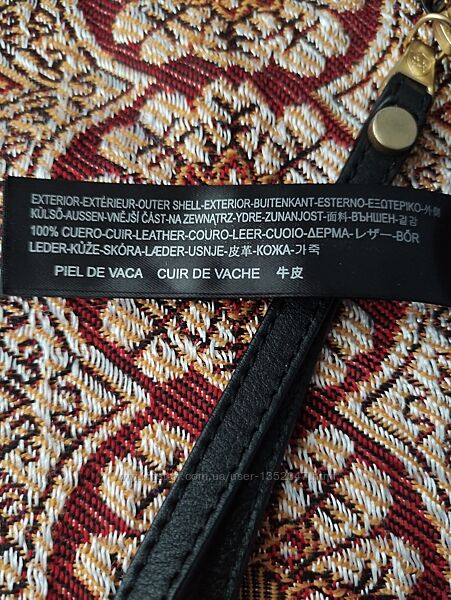 EXTERIOR-EXTÉRIEUR-OUTER SHELL-EXTERIOR-BUITENKANT-ESTERNO-ΕΞΩΤΕΡΙΚΟ-外側
KÜLSŐ-AUSSEN-VNĚJŠÍ ČÁST-NA ZEWNĄTRZ-YDRE-ZUNANJOST-面料-ВЪНШЕН-겉감
100% CUERO-CUIR-LEATHER-COURO-LEER-CUOIO-ΔΕΡΜΑ-レザー-BŐR
LEDER-KŮŽE-SKÓRA-LÆDER-USNJE-皮革-КОЖА-가죽
PIEL DE VACA CUIR DE VACHE 牛皮